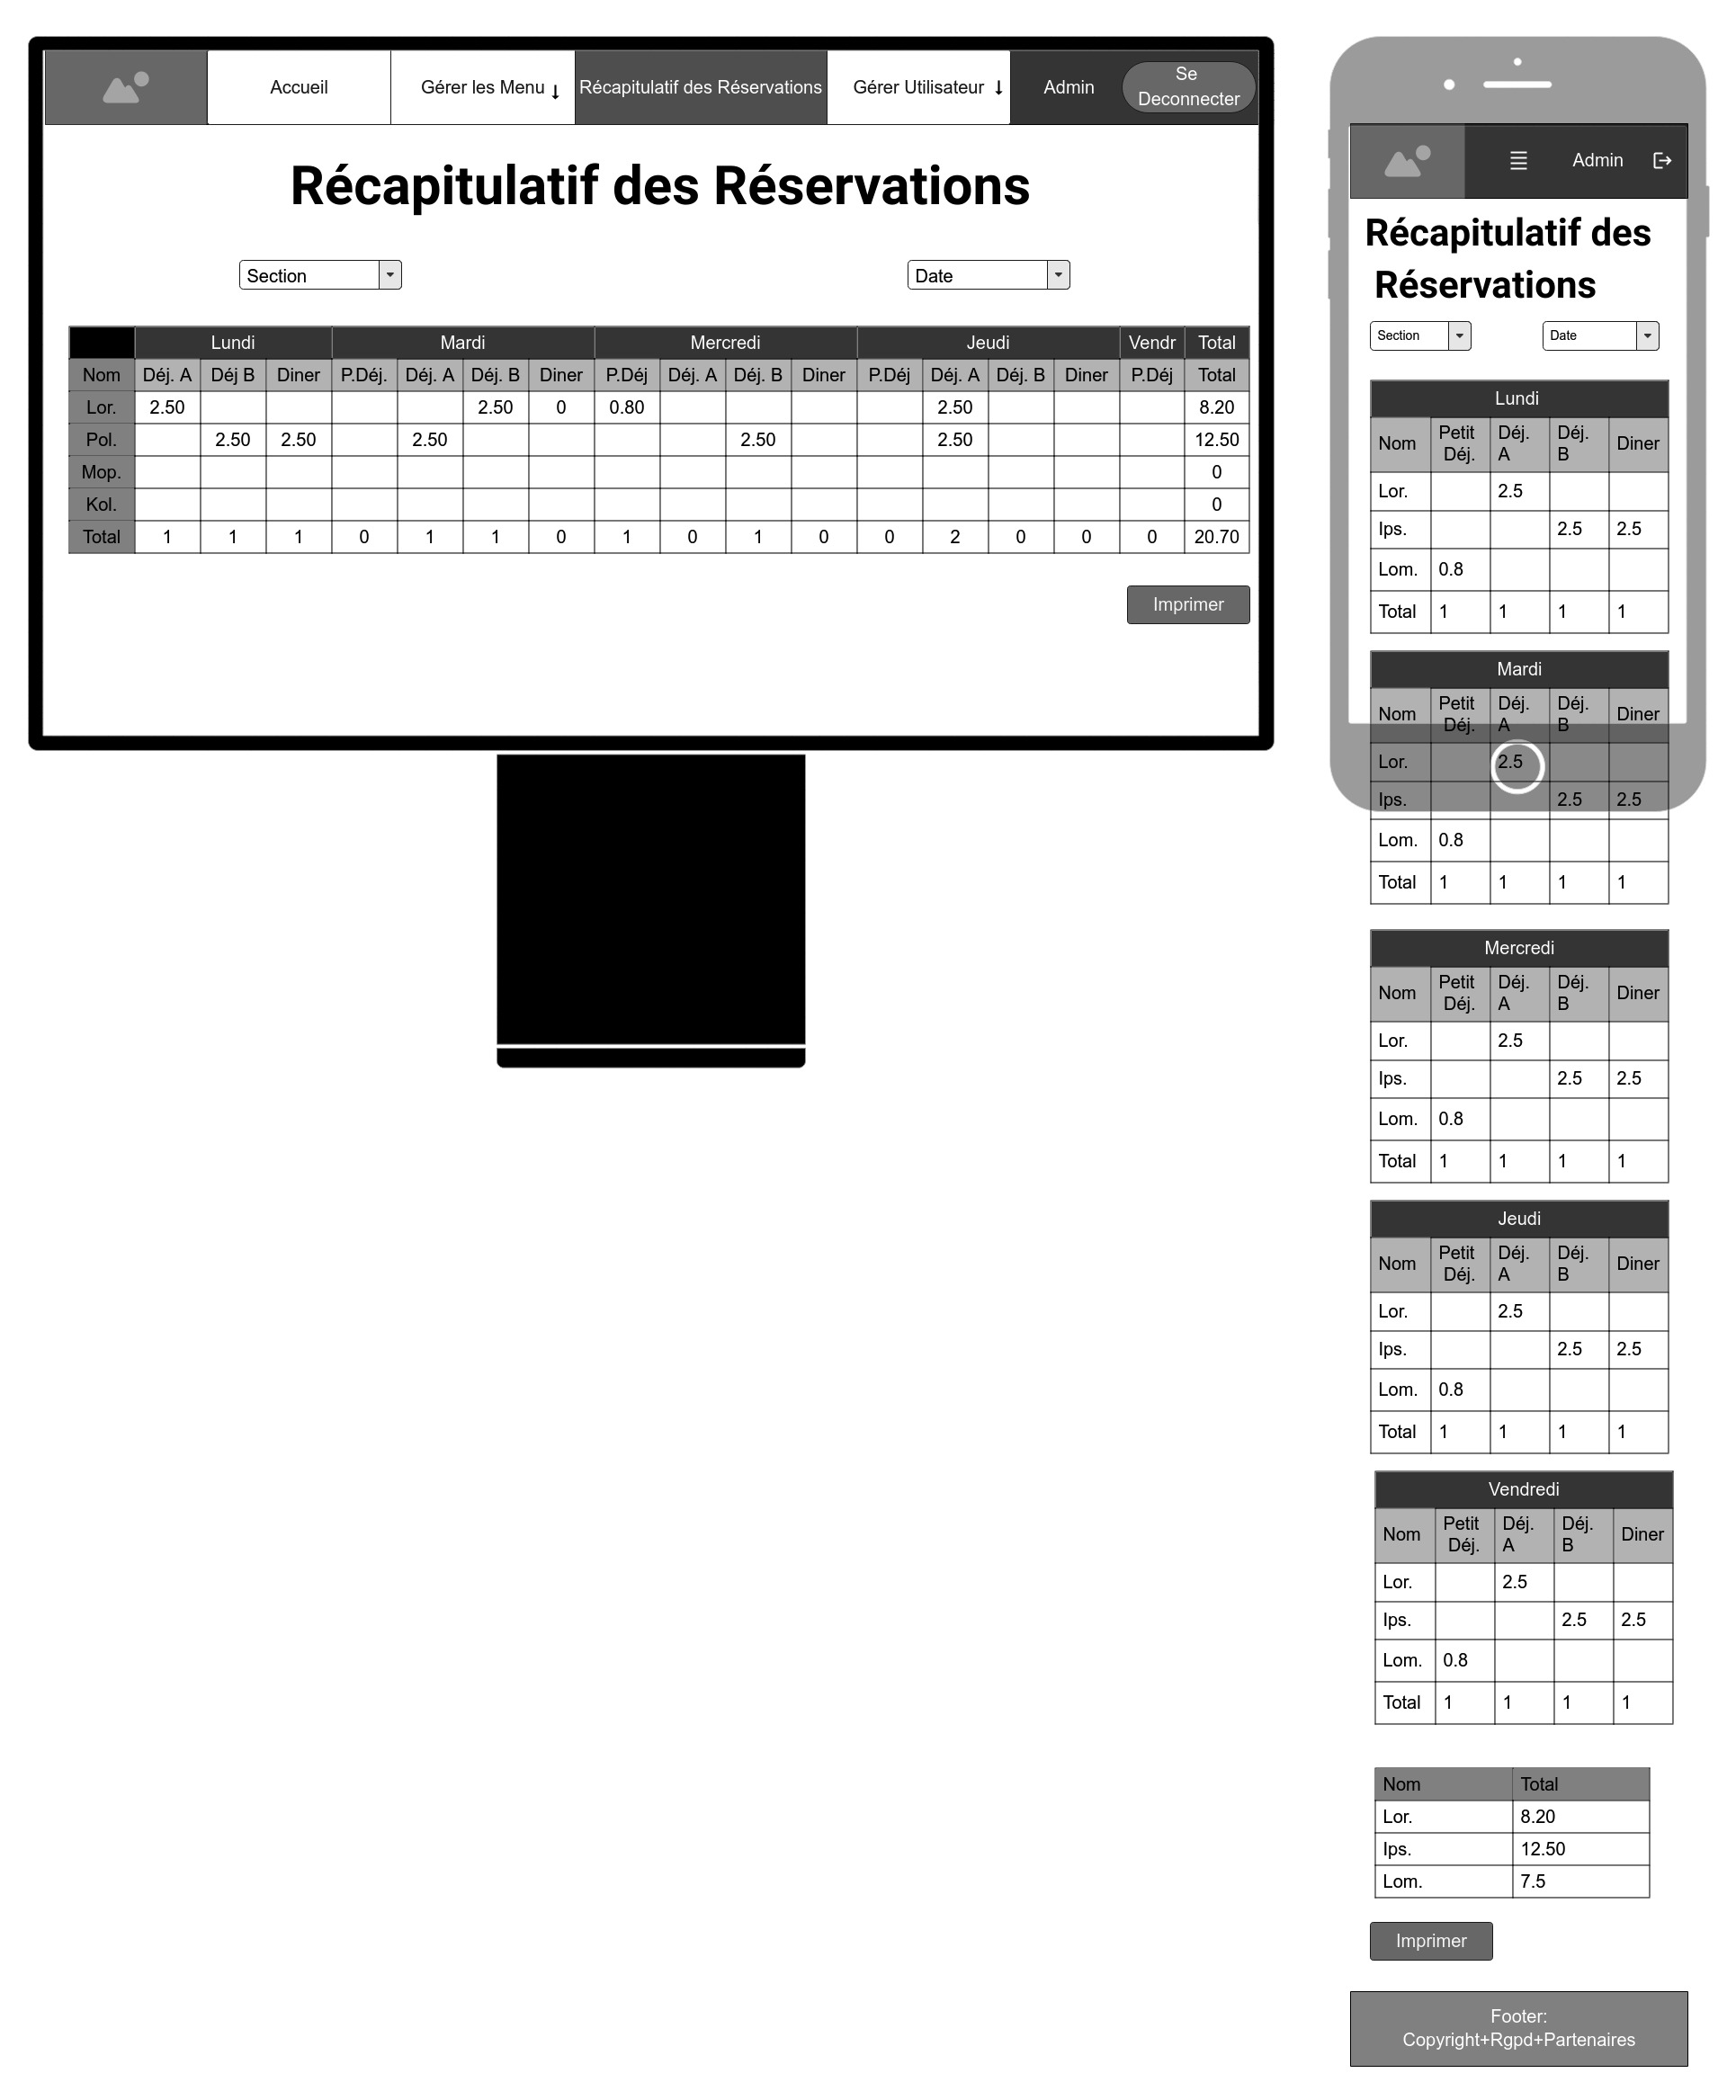 Accueil Gérer les Menu ↓ Récapitulatif des Réservations Gérer Utilisateur ↓ Admin Se Deconnecter
Récapitulatif des Réservations
Section Date
Lundi Mardi Mercredi Jeudi Vendr Total
Nom Déj. A Déj B Diner P.Déj. Déj. A Déj. B Diner P.Déj Déj. A Déj. B Diner P.Déj Déj. A Déj. B Diner P.Déj Total
Lor. 2.50 2.50 0 0.80 2.50 8.20
Pol. 2.50 2.50 2.50 2.50 2.50 12.50
Mop. 0
Kol. 0
Total 1 1 1 0 1 1 0 1 0 1 0 0 2 0 0 0 20.70
Imprimer
Admin
Récapitulatif des
Réservations
Section Date
Lundi
Nom Petit Déj. Déj. A Déj. B Diner
Lor. 2.5
Ips. 2.5 2.5
Lom. 0.8
Total 1 1 1 1
Mardi
Nom Petit Déj. Déj. A Déj. B Diner
Lor. 2.5
Ips. 2.5 2.5
Lom. 0.8
Total 1 1 1 1
Mercredi
Nom Petit Déj. Déj. A Déj. B Diner
Lor. 2.5
Ips. 2.5 2.5
Lom. 0.8
Total 1 1 1 1
Jeudi
Nom Petit Déj. Déj. A Déj. B Diner
Lor. 2.5
Ips. 2.5 2.5
Lom. 0.8
Total 1 1 1 1
Vendredi
Nom Petit Déj. Déj. A Déj. B Diner
Lor. 2.5
Ips. 2.5 2.5
Lom. 0.8
Total 1 1 1 1
Nom Total
Lor. 8.20
Ips. 12.50
Lom. 7.5
Imprimer
Footer:
Copyright+Rgpd+Partenaires